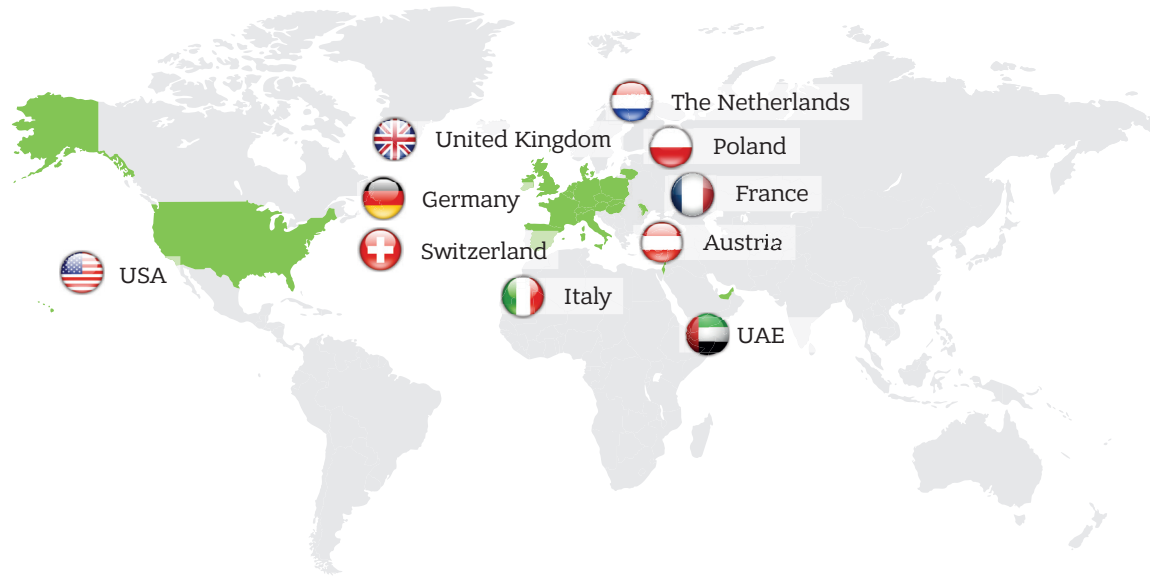 The Netherlands
United Kingdom
Poland
France
Germany
Austria
Switzerland
USA
Italy
UAE